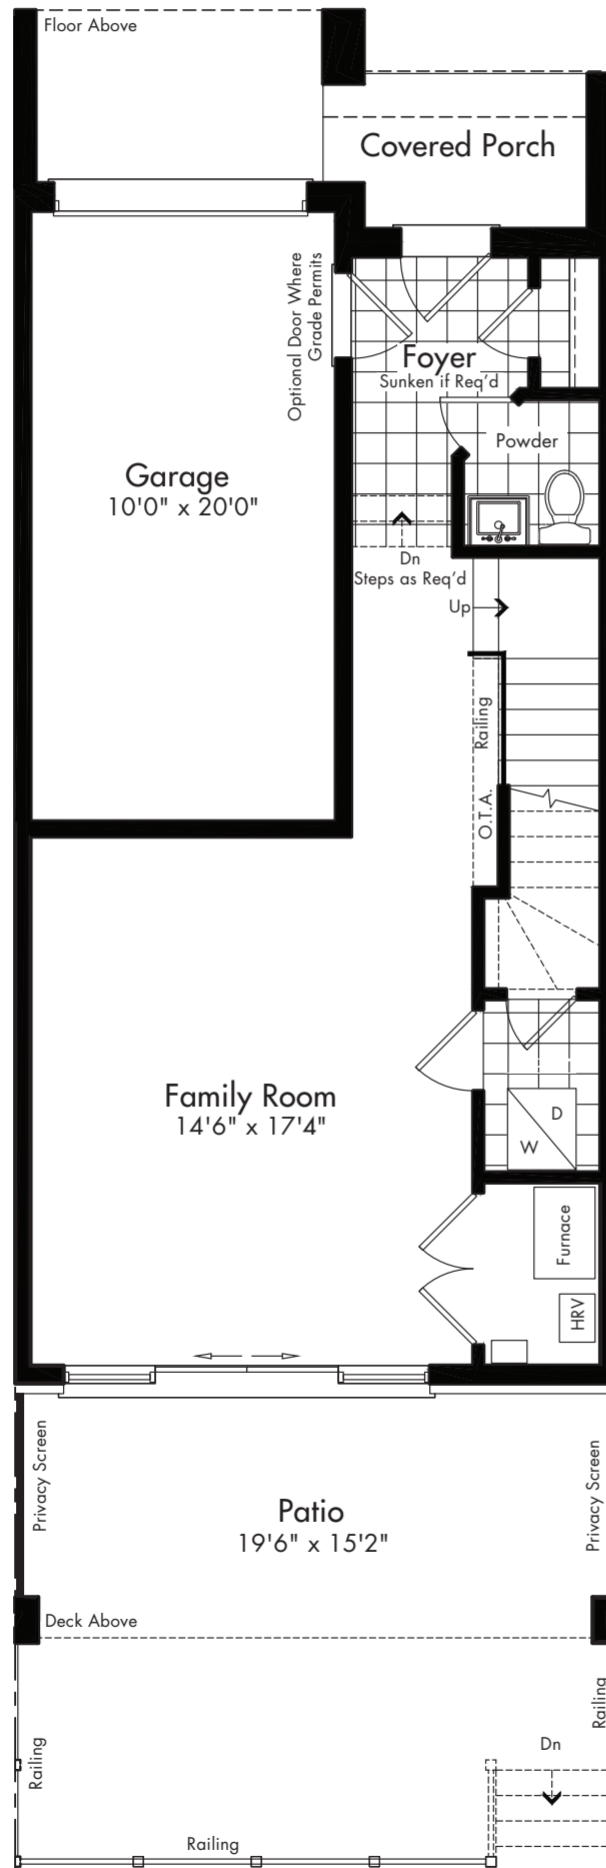 Floor Above
Covered Porch
Optional Door Where
Grade Permits
Foyer
Sunken if Req'd
Powder
Garage
10'0" x 20'0"
Dn
Steps as Req'd
Up
Railing
O.T.A.
Family Room
14'6" x 17'4"
D
W
Furnace
HRV
Privacy Screen
Privacy Screen
Patio
19'6" x 15'2"
Deck Above
Railing
Dn
Railing
Railing